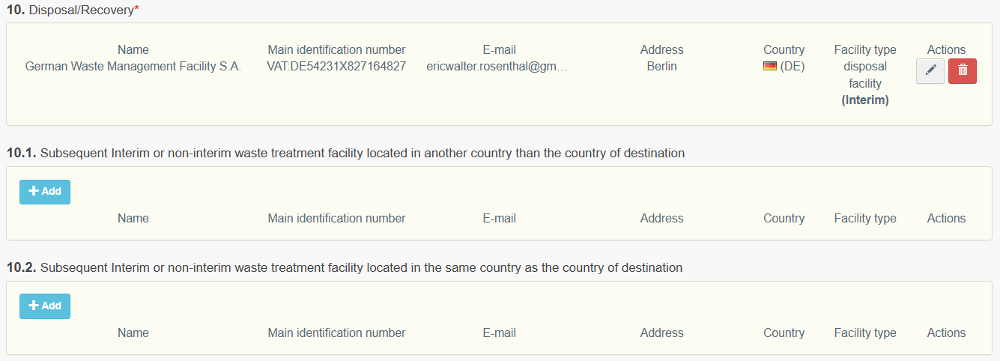 10. Disposal/Recovery*
Name Main identification number E-mail Address Country Facility type Actions
German Waste Management Facility S.A. VAT:DE54231X827164827 ericwalter.rosenthal@gm… Berlin (DE) disposal
facility
(Interim)
10.1. Subsequent Interim or non-interim waste treatment facility located in another country than the country of destination
Add
Name Main identification number E-mail Address Country Facility type Actions
10.2. Subsequent Interim or non-interim waste treatment facility located in the same country as the country of destination
Add
Name Main identification number E-mail Address Country Facility type Actions